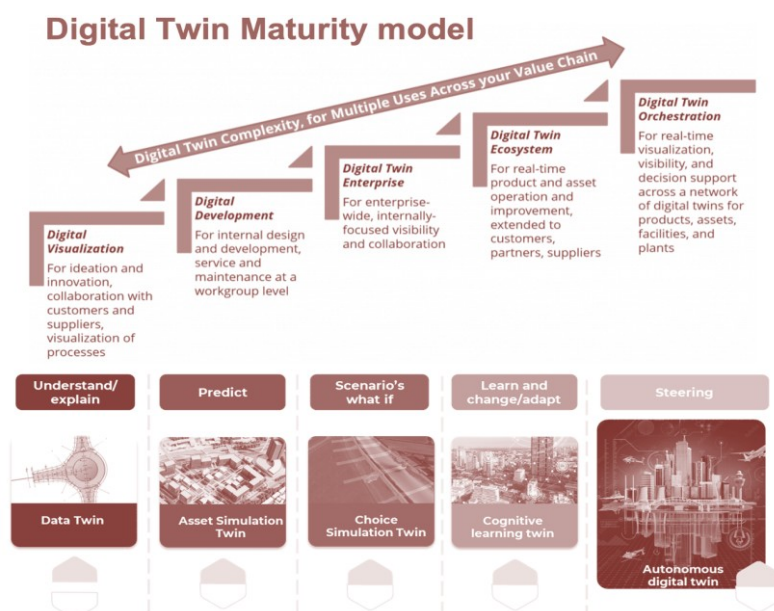 Digital Twin Maturity model
Digital Twin Complexity, for Multiple Uses Across your Value Chain
Digital
Visualization
For ideation and
innovation,
collaboration with
customers and
suppliers,
visualization of
processes
Digital
Development
For internal design
and development,
service and
maintenance at a
workgroup level
Digital Twin
Enterprise
For enterprise-
wide, internally-
focused visibility
and collaboration
Digital Twin
Ecosystem
For real-time
product and asset
operation and
improvement,
extended to
customers,
partners, suppliers
Digital Twin
Orchestration
For real-time
visualization,
visibility, and
decision support
across a network
of digital twins for
products, assets,
facilities, and
plants
Understand/
explain
Predict
Scenario's
what if
Learn and
change/adapt
Steering
Data Twin
Asset Simulation
Twin
Choice
Simulation Twin
Cognitive
learning twin
Autonomous
digital twin